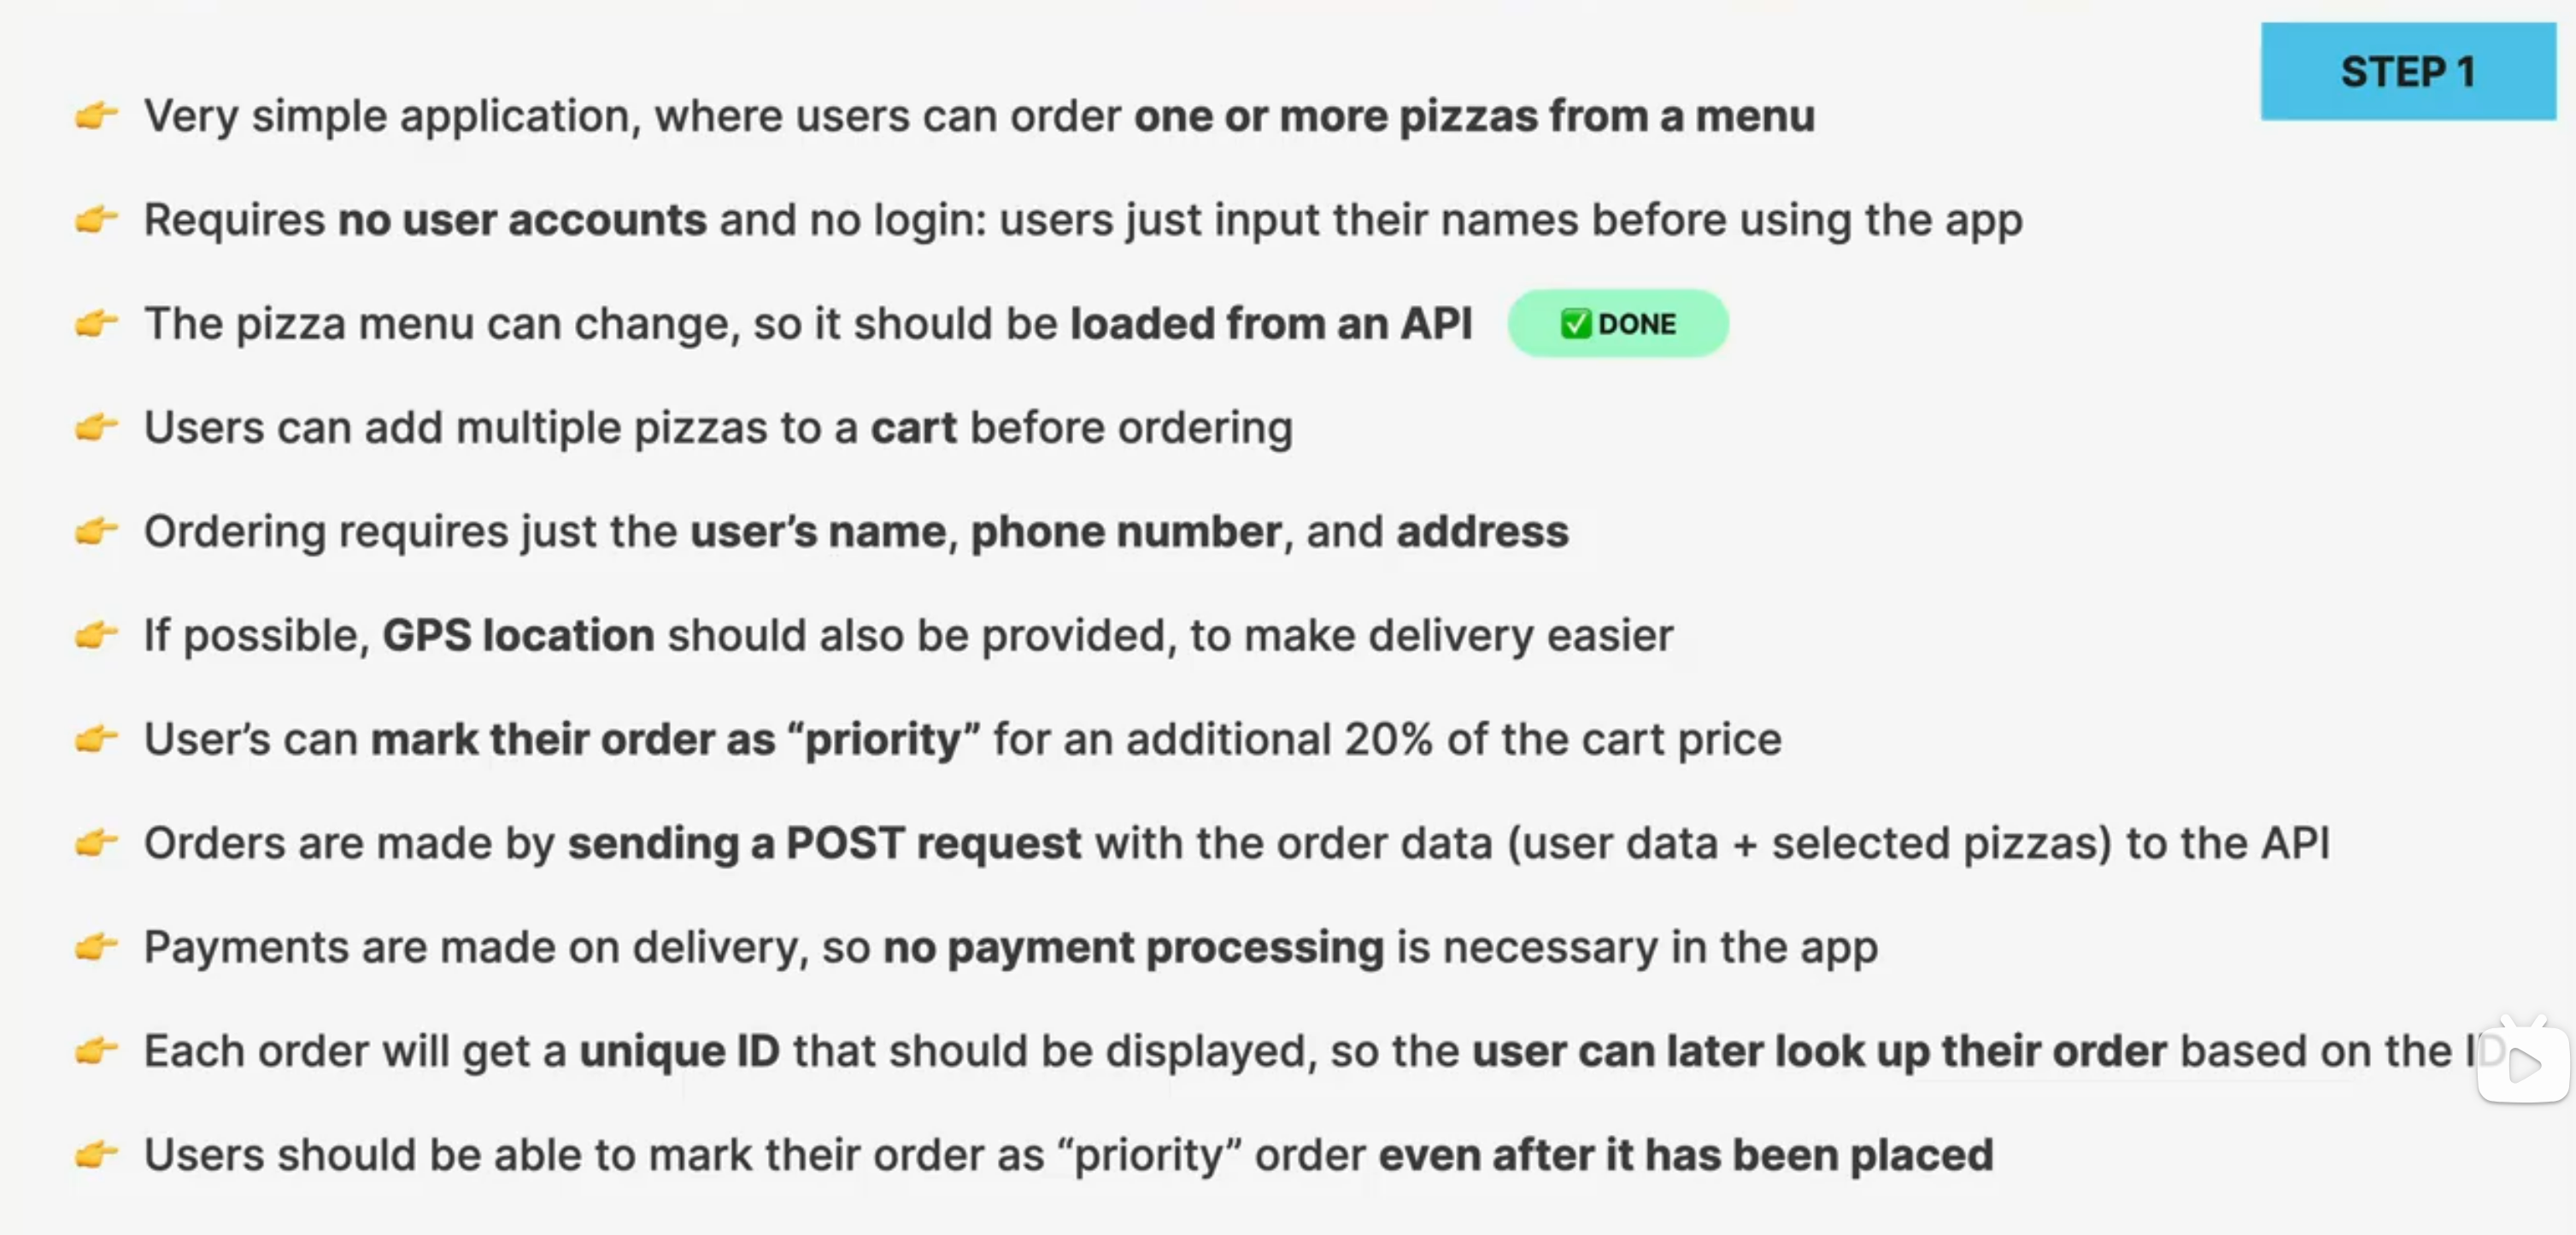 STEP 1
👉 Very simple application, where users can order one or more pizzas from a menu
👉 Requires no user accounts and no login: users just input their names before using the app
👉 The pizza menu can change, so it should be loaded from an API ✅ DONE
👉 Users can add multiple pizzas to a cart before ordering
👉 Ordering requires just the user’s name, phone number, and address
👉 If possible, GPS location should also be provided, to make delivery easier
👉 User’s can mark their order as “priority” for an additional 20% of the cart price
👉 Orders are made by sending a POST request with the order data (user data + selected pizzas) to the API
👉 Payments are made on delivery, so no payment processing is necessary in the app
👉 Each order will get a unique ID that should be displayed, so the user can later look up their order based on the ID
👉 Users should be able to mark their order as “priority” order even after it has been placed